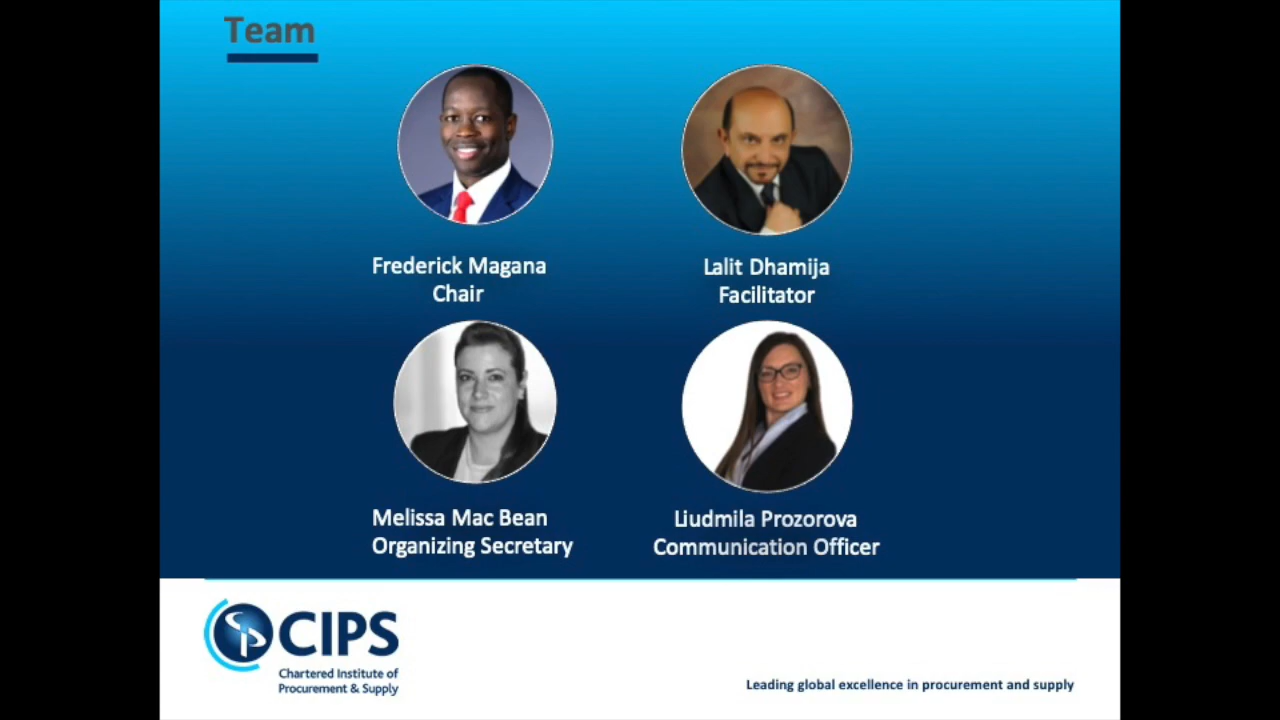 Team
Frederick Magana
Chair
Lalit Dhamija
Facilitator
Melissa Mac Bean
Organizing Secretary
Liudmila Prozorova
Communication Officer
CIPS
Chartered Institute of
Procurement & Supply
Leading global excellence in procurement and supply